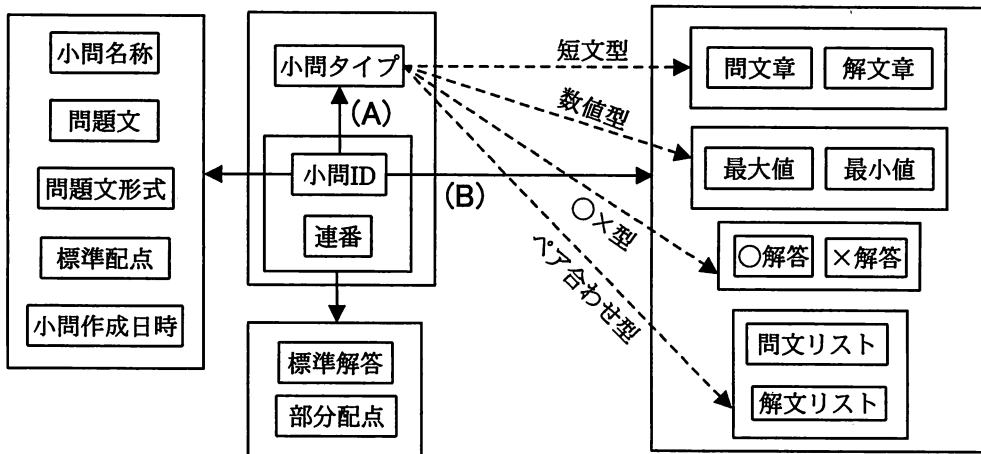 小問名称
問題文
問題文形式
標準配点
小問作成日時
小問タイプ
(A)
小問ID
(B)
連番
標準解答
部分配点
短文型
数値型
○×型
ペア合わせ型
問文章 解文章
最大値 最小値
○解答 ×解答
問文リスト
解文リスト